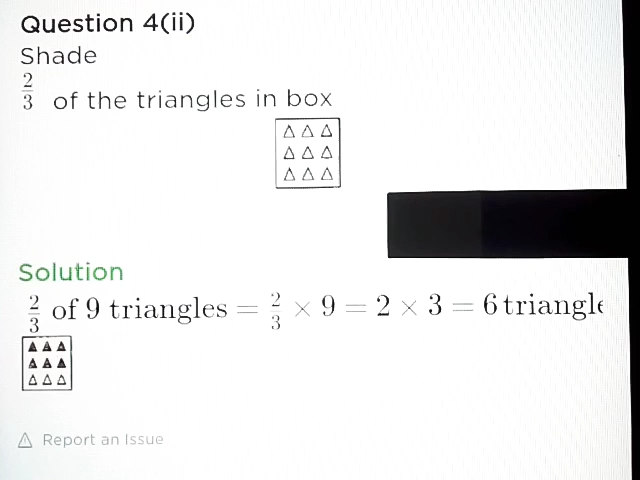 Question 4(ii)
Shade
2/3 of the triangles in box
Solution
2/3 of 9 triangles = 2/3 × 9 = 2 × 3 = 6 triangle
Report an Issue